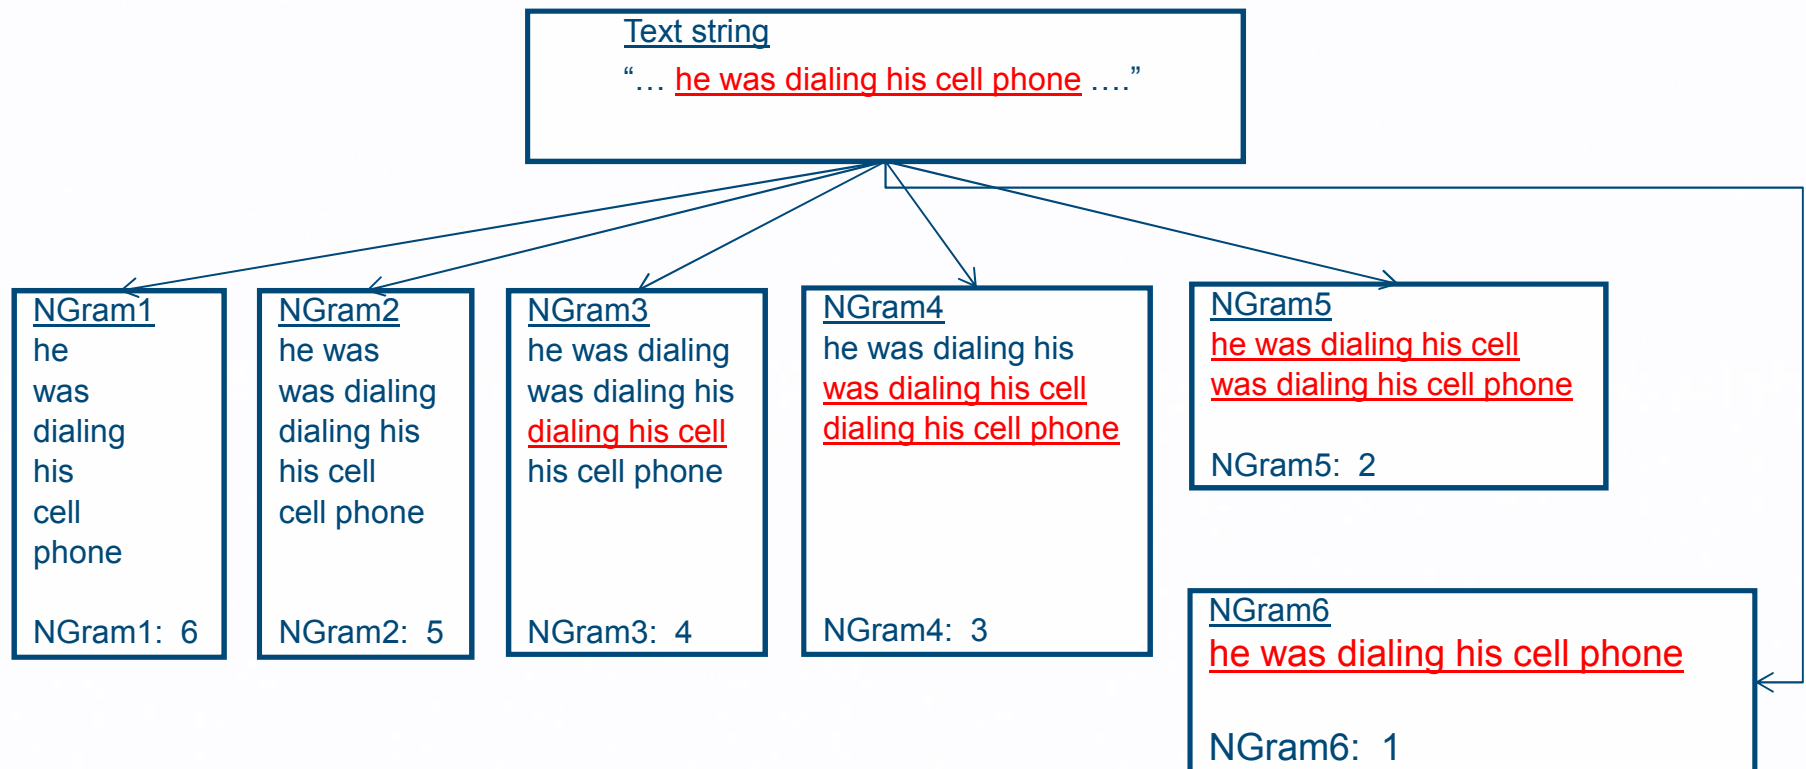 Text string
“… he was dialing his cell phone ….”
NGram1
he
was
dialing
his
cell
phone
NGram1: 6
NGram2
he was
was dialing
dialing his
his cell
cell phone
NGram2: 5
NGram3
he was dialing
was dialing his
dialing his cell
his cell phone
NGram3: 4
NGram4
he was dialing his
was dialing his cell
dialing his cell phone
NGram4: 3
NGram5
he was dialing his cell
was dialing his cell phone
NGram5: 2
NGram6
he was dialing his cell phone
NGram6: 1